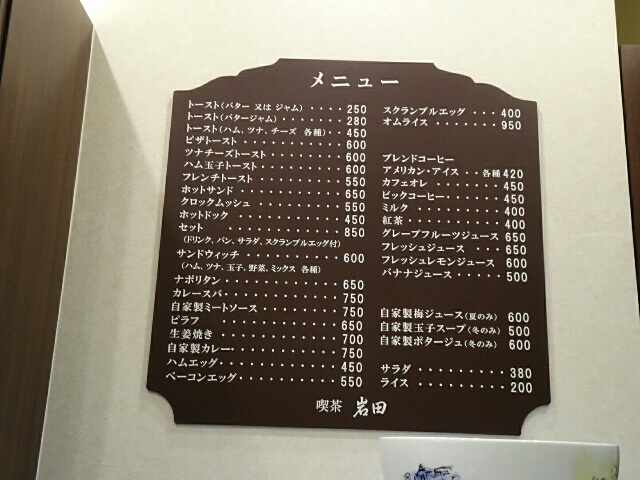 メニュー
トースト(バター 又は ジャム)・・・・250
トースト(バタージャム)・・・・・・・280
トースト(ハム、ツナ、チーズ 各種)・・450
ピザトースト・・・・・・・・・・・600
ツナチーズトースト・・・・・・・・600
ハム玉子トースト・・・・・・・・・600
フレンチトースト・・・・・・・・・550
ホットサンド・・・・・・・・・・・650
クロックムッシュ・・・・・・・・・550
ホットドック・・・・・・・・・・・450
セット・・・・・・・・・・・・・・850
(ドリンク、パン、サラダ、スクランブルエッグ付)
サンドウィッチ・・・・・・・・・・600
(ハム、ツナ、玉子、野菜、ミックス 各種)
ナポリタン・・・・・・・・・・・・650
カレースパ・・・・・・・・・・・・750
自家製ミートソース・・・・・・・・750
ピラフ・・・・・・・・・・・・・・650
生姜焼き・・・・・・・・・・・・・700
自家製カレー・・・・・・・・・・・750
ハムエッグ・・・・・・・・・・・・450
ベーコンエッグ・・・・・・・・・・550
スクランブルエッグ・・・400
オムライス・・・・・・・950
ブレンドコーヒー
アメリカン・アイス・・各種420
カフェオレ・・・・・・・450
ビックコーヒー・・・・・450
ミルク・・・・・・・・・400
紅茶・・・・・・・・・・400
グレープフルーツジュース 650
フレッシュジュース・・・650
フレッシュレモンジュース 600
バナナジュース・・・・・500
自家製梅ジュース(夏のみ) 600
自家製玉子スープ(冬のみ) 500
自家製ポタージュ(冬のみ) 600
サラダ・・・・・・・・・380
ライス・・・・・・・・・200
喫茶 岩田